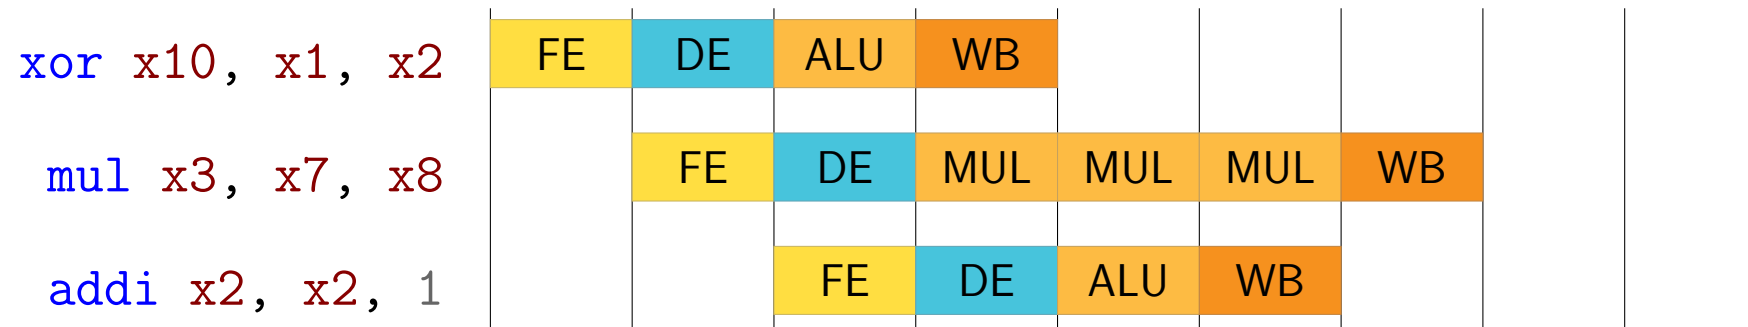 xor x10, x1, x2 FE DE ALU WB
mul x3, x7, x8 FE DE MUL MUL MUL WB
addi x2, x2, 1 FE DE ALU WB